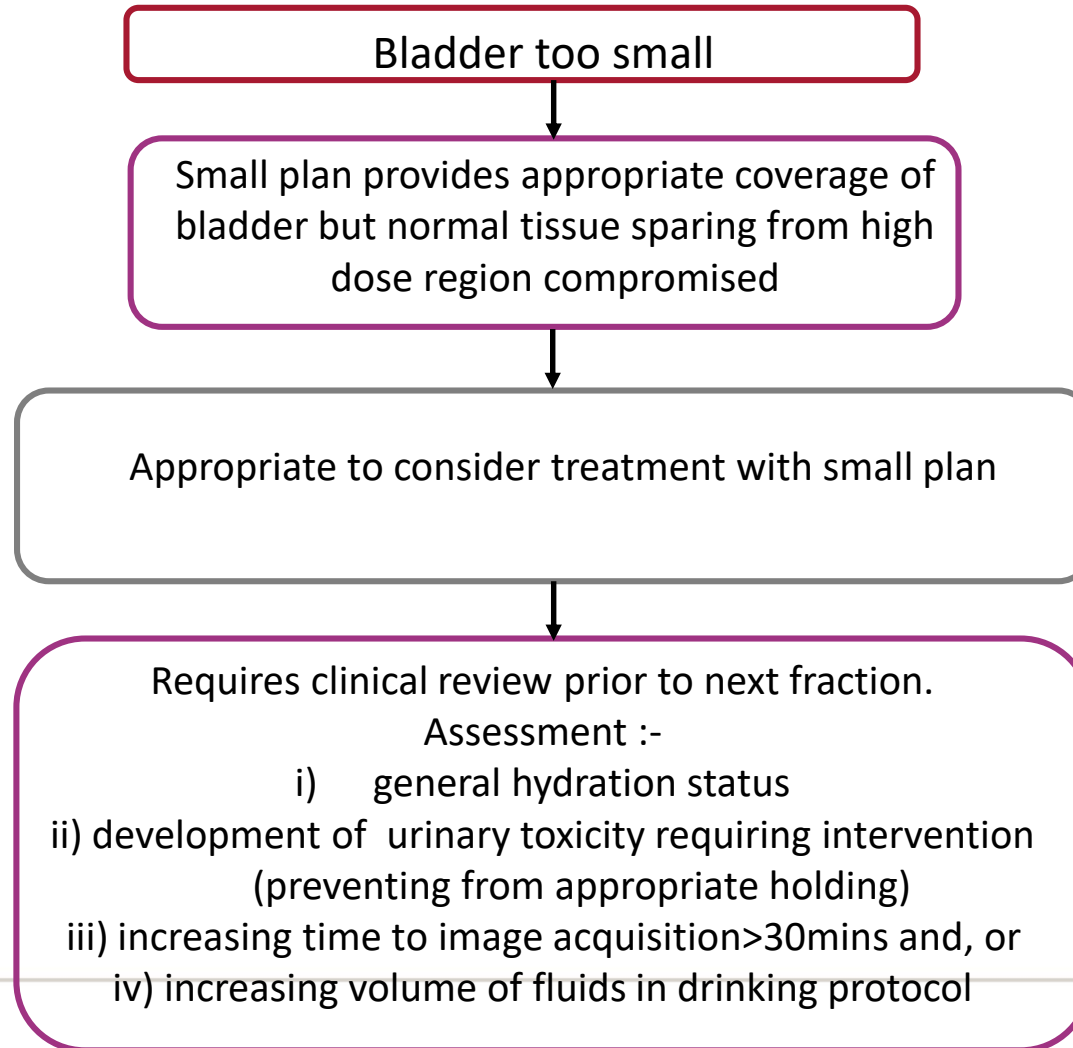 Bladder too small
Small plan provides appropriate coverage of
bladder but normal tissue sparing from high
dose region compromised
Appropriate to consider treatment with small plan
Requires clinical review prior to next fraction.
Assessment :-
i) general hydration status
ii) development of urinary toxicity requiring intervention
(preventing from appropriate holding)
iii) increasing time to image acquisition>30mins and, or
iv) increasing volume of fluids in drinking protocol